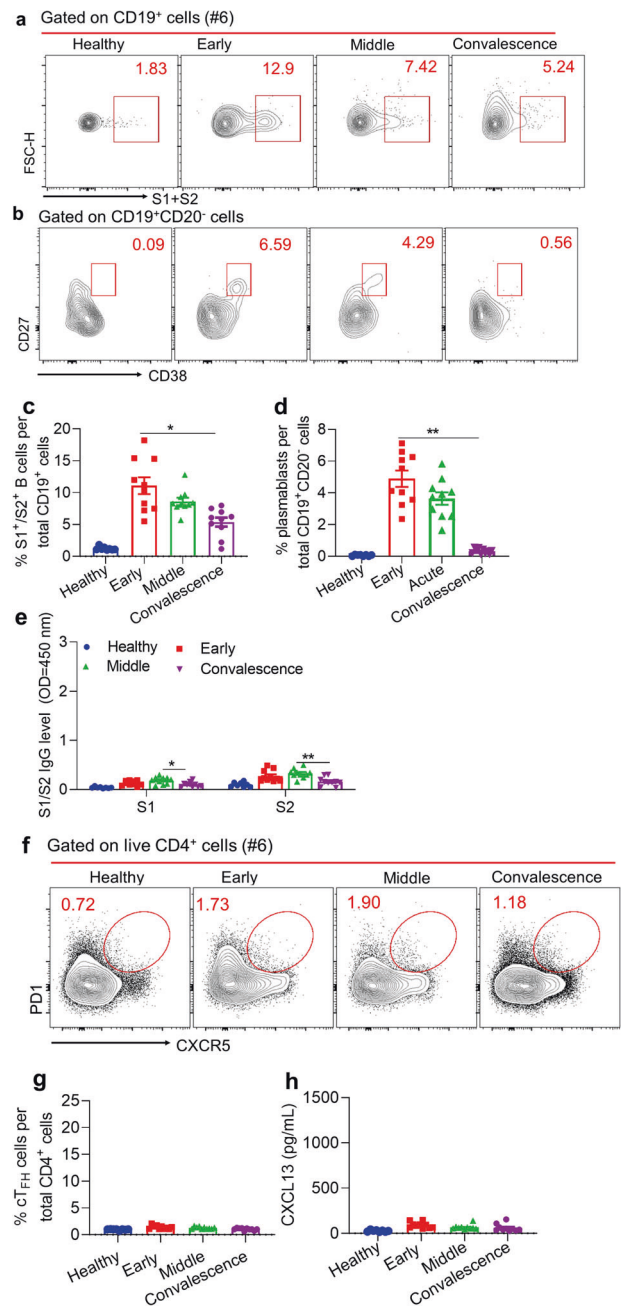 a Gated on CD19⁺ cells (#6)
Healthy Early Middle Convalescence
1.83 12.9 7.42 5.24
FSC-H
S1+S2
b Gated on CD19⁺CD20⁻ cells
0.09 6.59 4.29 0.56
CD27
CD38
c
% S1⁺/S2⁺ B cells per
total CD19⁺ cells
20
15
10
5
0
*
Healthy Early Middle Convalescence
d
% plasmablasts per
total CD19⁺CD20⁻ cells
8
6
4
2
0
**
Healthy Early Acute Convalescence
e
S1/S2 IgG level (OD=450 nm)
3
2
1
0
Healthy Early
Middle Convalescence
* **
S1 S2
f Gated on live CD4⁺ cells (#6)
Healthy Early Middle Convalescence
0.72 1.73 1.90 1.18
PD1
CXCR5
g
% cT_FH cells per
total CD4⁺ cells
25
20
15
10
5
0
Healthy Early Middle Convalescence
h
CXCL13 (pg/mL)
1500
1000
500
0
Healthy Early Middle Convalescence